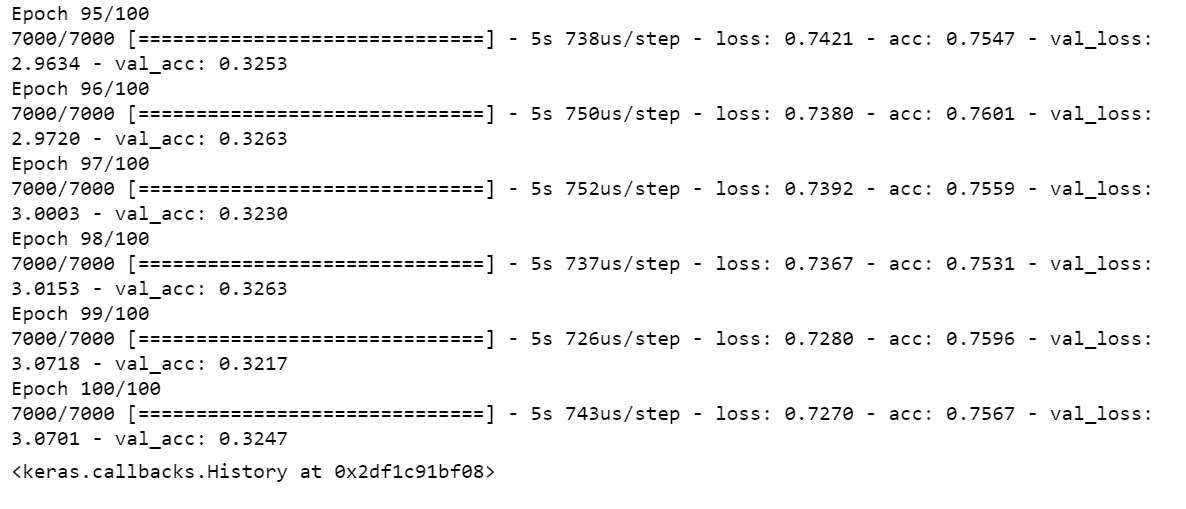 Epoch 95/100
7000/7000 [==============================] - 5s 738us/step - loss: 0.7421 - acc: 0.7547 - val_loss:
2.9634 - val_acc: 0.3253
Epoch 96/100
7000/7000 [==============================] - 5s 750us/step - loss: 0.7380 - acc: 0.7601 - val_loss:
2.9720 - val_acc: 0.3263
Epoch 97/100
7000/7000 [==============================] - 5s 752us/step - loss: 0.7392 - acc: 0.7559 - val_loss:
3.0003 - val_acc: 0.3230
Epoch 98/100
7000/7000 [==============================] - 5s 737us/step - loss: 0.7367 - acc: 0.7531 - val_loss:
3.0153 - val_acc: 0.3263
Epoch 99/100
7000/7000 [==============================] - 5s 726us/step - loss: 0.7280 - acc: 0.7596 - val_loss:
3.0718 - val_acc: 0.3217
Epoch 100/100
7000/7000 [==============================] - 5s 743us/step - loss: 0.7270 - acc: 0.7567 - val_loss:
3.0701 - val_acc: 0.3247
<keras.callbacks.History at 0x2df1c91bf08>